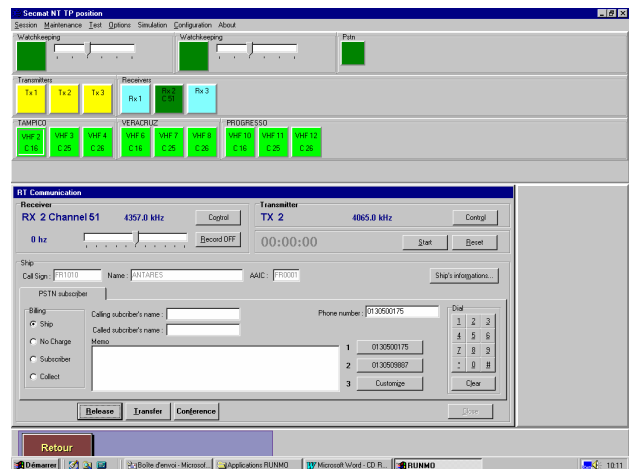 Secmat NT TP position
Session Maintenance Test Options Simulation Configuration About
Watchkeeping Watchkeeping Pstn
Transmitters Receivers
Tx 1 Tx 2 Tx 3 Rx 1 Rx 2 C 51 Rx 3
TAMPICO VERACRUZ PROGRESSO
VHF 2 VHF 3 VHF 4 VHF 6 VHF 7 VHF 8 VHF 10 VHF 11 VHF 12
C 16 C 25 C 26 C 16 C 25 C 26 C 16 C 25 C 26
RT Communication
Receiver Transmitter
RX 2 Channel 51 4357.0 kHz Control TX 2 4065.0 kHz Control
0 hz Record OFF 00:00:00 Start Reset
Ship
Call Sign : FR1010 Name : ANTARES AAIC : FR0001 Ship's informations...
PSTN subscriber
Billing Calling subcriber's name : Phone number : 0130500175 Dial
Ship Called subcriber's name : 1 2 3
No Charge Memo 4 5 6
Subscriber 1 0130500175 7 8 9
Collect 2 0130509887 * 0 #
3 Customize Clear
Release Transfer Conference Close
Retour
Démarrer Boîte d'envoi - Microsof... Applications RUNMO Microsoft Word - CD R... RUNMO 10:11